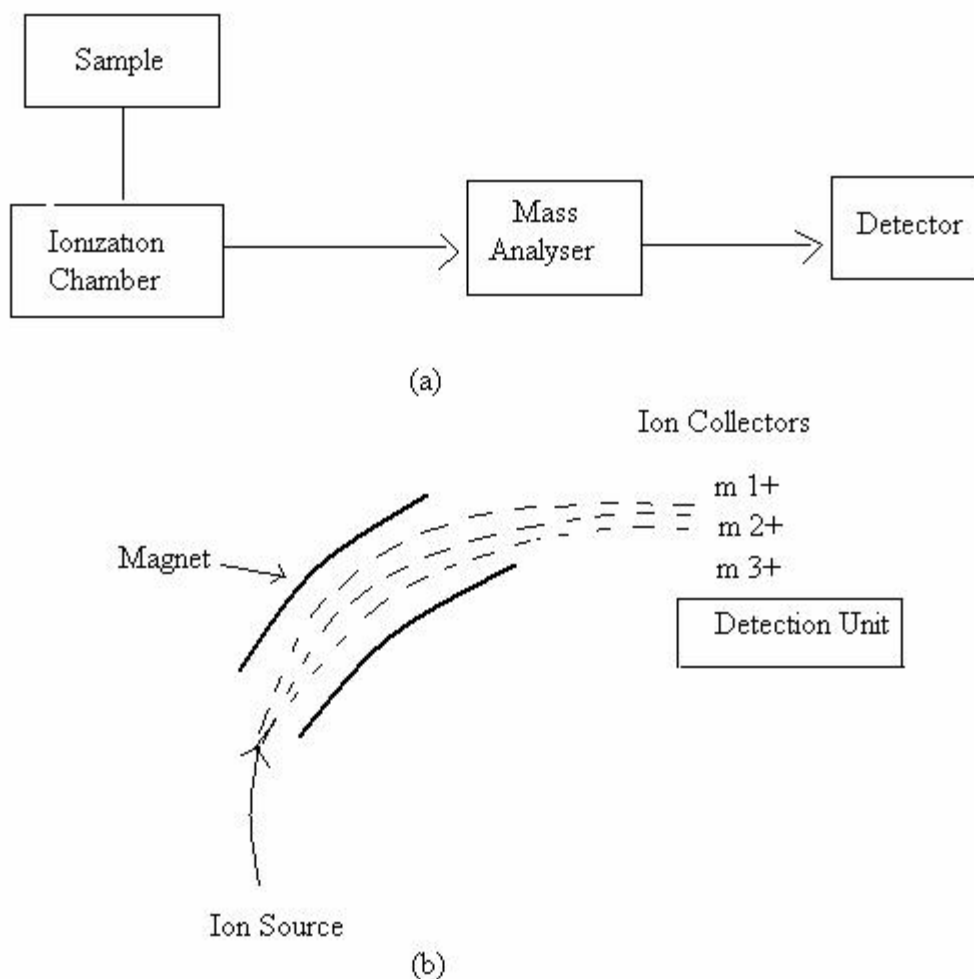 Sample
Ionization
Chamber
Mass
Analyser
Detector
(a)
Ion Collectors
m 1+
m 2+
m 3+
Magnet
Detection Unit
Ion Source
(b)